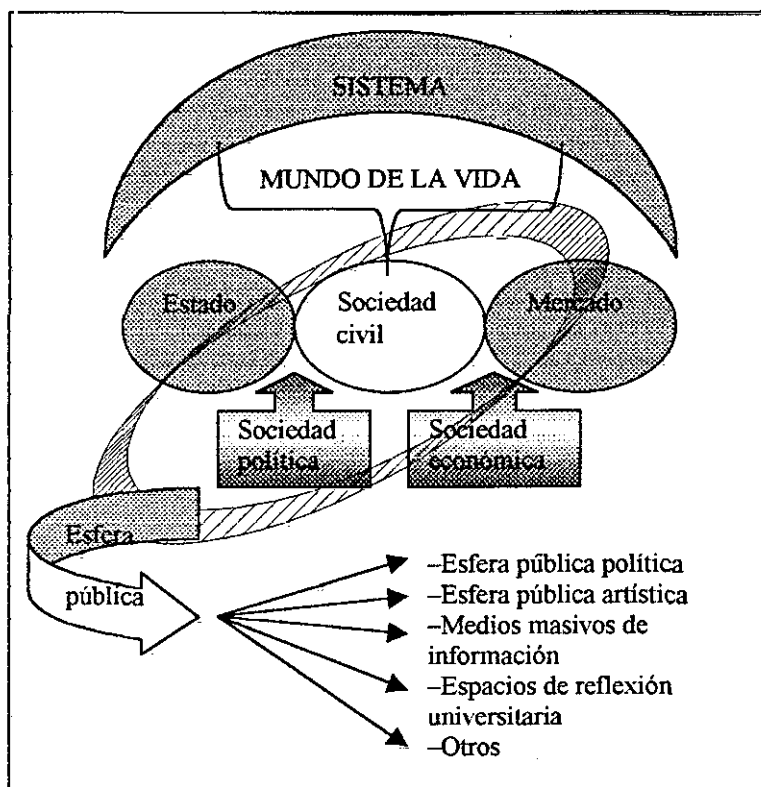 SISTEMA
MUNDO DE LA VIDA
Estado
Sociedad
civil
Mercado
Sociedad
política
Sociedad
económica
Esfera
pública
–Esfera pública política
–Esfera pública artística
–Medios masivos de
información
–Espacios de reflexión
universitaria
–Otros